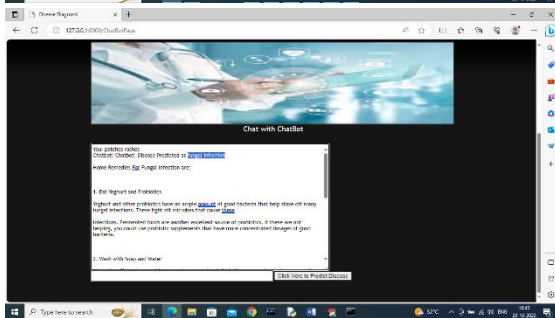 Disease Diagnosis
127.0.0.1:8000/ChatBotPage
Chat with ChatBot
You: patches rashes
Chatbot: Chatbot: Disease Predicted as Fungal infection
Home Remedies For Fungal infection are:
1. Eat Yoghurt and Probiotics
Yoghurt and other probiotics have an ample amount of good bacteria that help stave off many
fungal infections. These fight off microbes that cause these
infections. Fermented foods are another excellent source of probiotics. If these are not
helping, you could use probiotic supplements that have more concentrated dosages of good
bacteria.
2. Wash with Soap and Water
Click Here to Predict Disease
Type here to search
ENG